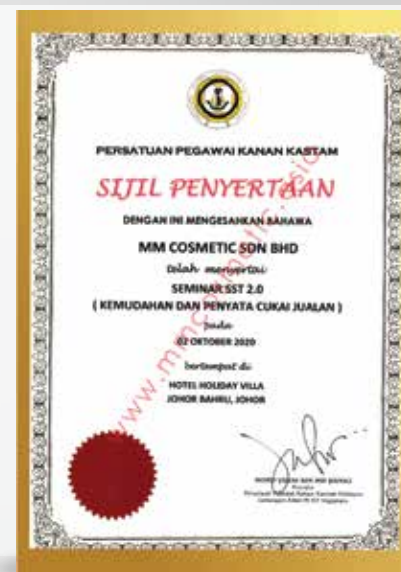 PERSATUAN PEGAWAI KANAN KASTAM
SIJIL PENYERTAAN
DENGAN INI MENGESAHKAN BAHAWA
MM COSMETIC SDN BHD
telah menyertai
SEMINAR SST 2.0
( KEMUDAHAN DAN PENYATA CUKAI JUALAN )
pada
02 OKTOBER 2020
bertempat di:
HOTEL HOLIDAY VILLA
JOHOR BAHRU, JOHOR